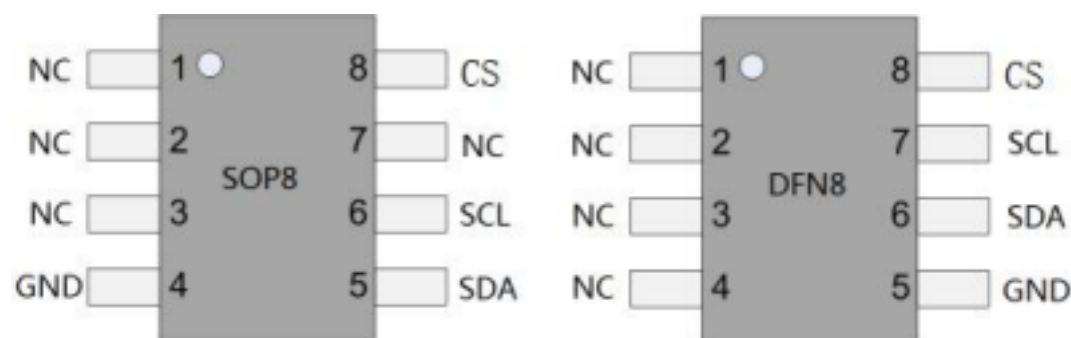 NC 1 8 CS
NC 2 7 NC
SOP8
NC 3 6 SCL
GND 4 5 SDA
NC 1 8 CS
NC 2 7 SCL
DFN8
NC 3 6 SDA
NC 4 5 GND